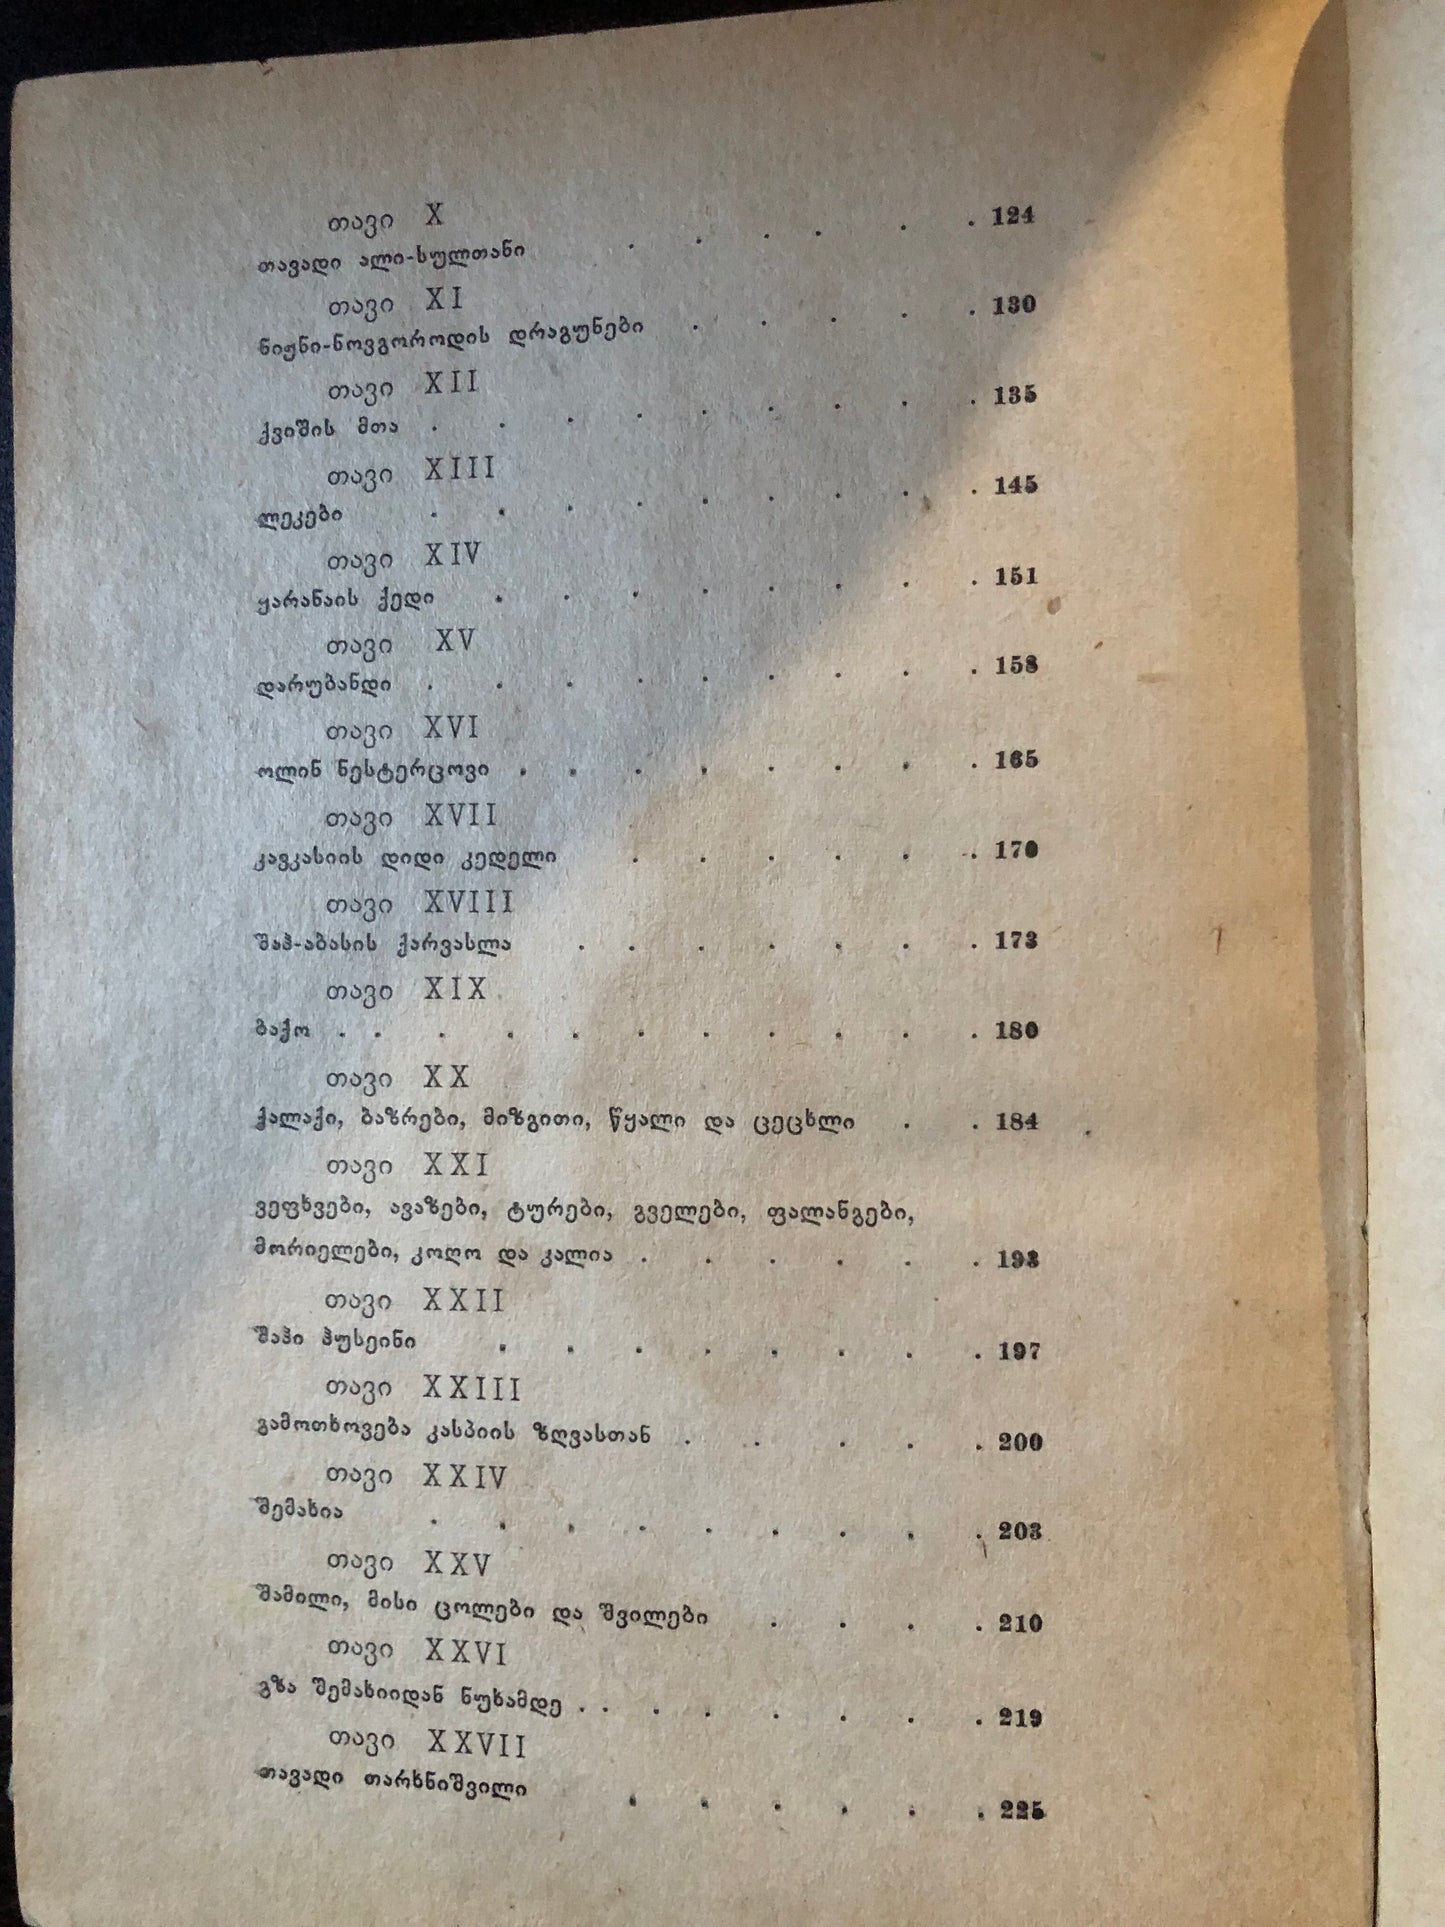 თავი X
თავადი ალი-სულთანი . . . . . . 124
თავი XI
ნიჟნი-ნოვგოროდის დრაგუნები . . . . . 130
თავი XII
ქვიშის მთა . . . . . . . . . 135
თავი XIII
ლეკები . . . . . . . . . 145
თავი XIV
ყარანაის ქედი . . . . . . . . 151
თავი XV
დარუბანდი . . . . . . . . . 158
თავი XVI
ოლინ ნესტერცოვი . . . . . . . . 165
თავი XVII
კავკასიის დიდი კედელი . . . . . . 170
თავი XVIII
შაჰ-აბასის ქარვასლა . . . . . . . 173
თავი XIX
ბაქო . . . . . . . . . . . 180
თავი XX
ქალაქი, ბაზრები, მიზგითი, წყალი და ცეცხლი . . 184
თავი XXI
ვეფხვები, ავაზები, ტურები, გველები, ფალანგები,
მორიელები, კოღო და კალია . . . . . . 193
თავი XXII
შაჰი ჰუსეინი . . . . . . . . 197
თავი XXIII
გამოთხოვება კასპიის ზღვასთან . . . . . 200
თავი XXIV
შემახია . . . . . . . . . 203
თავი XXV
შამილი, მისი ცოლები და შვილები . . . . 210
თავი XXVI
გზა შემახიიდან ნუხამდე . . . . . . . . 219
თავი XXVII
თავადი თარხნიშვილი . . . . . . 225